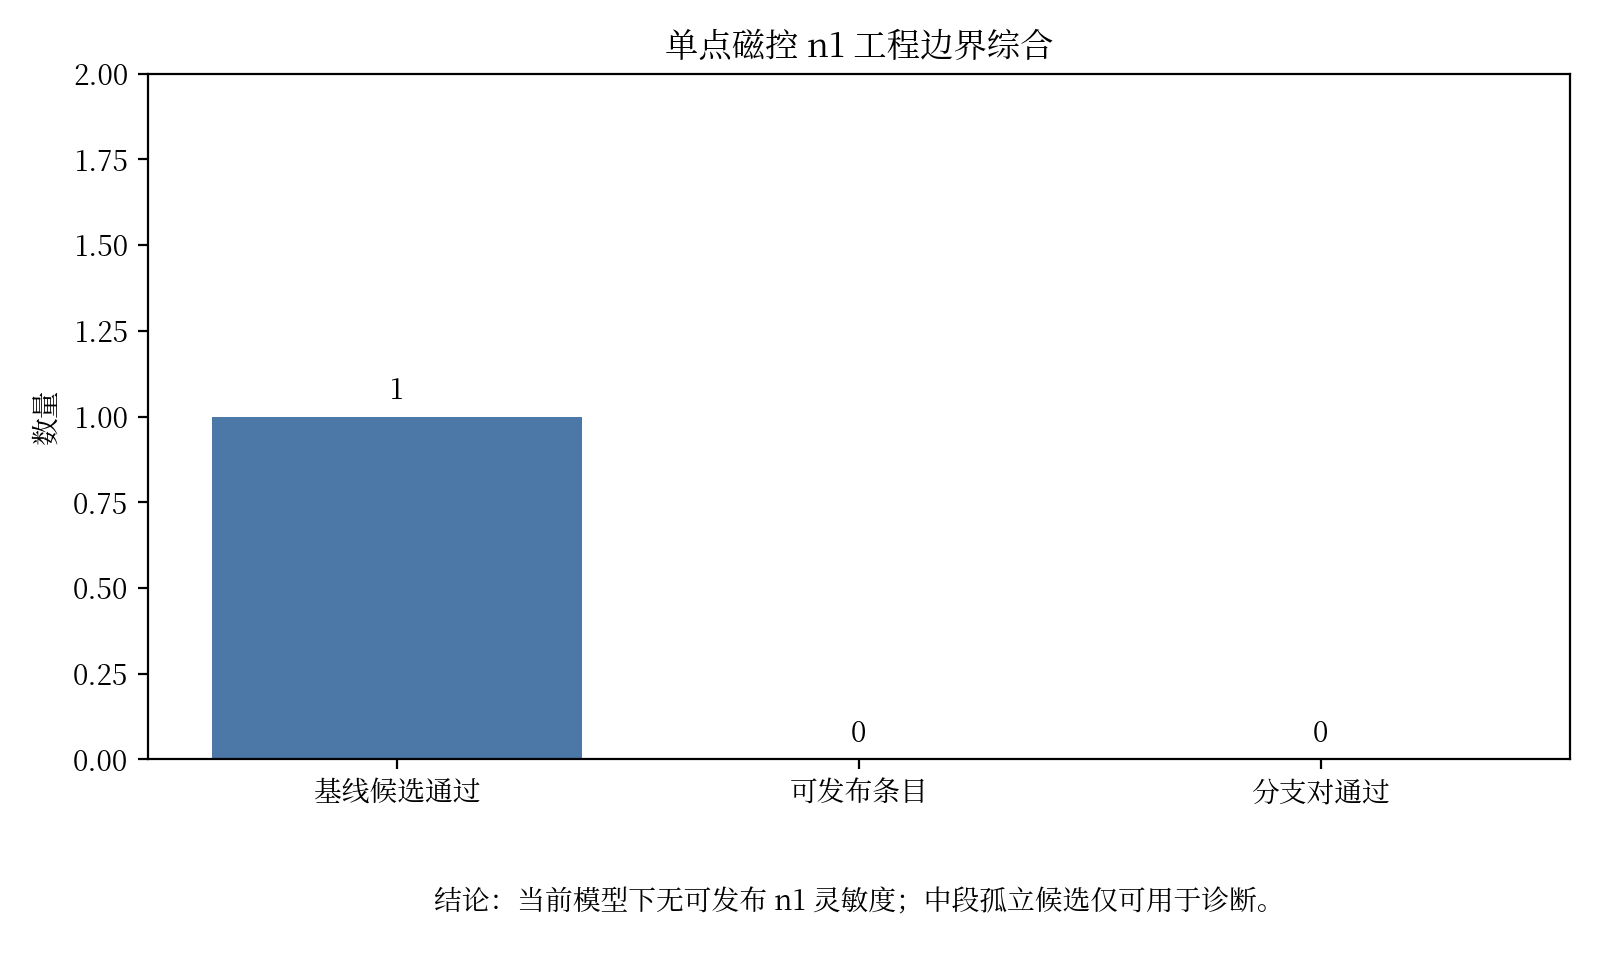 单点磁控 n1 工程边界综合
2.00
1.75
1.50
1.25
1.00
0.75
0.50
0.25
0.00
数量
1
0
0
基线候选通过
可发布条目
分支对通过
结论：当前模型下无可发布 n1 灵敏度；中段孤立候选仅可用于诊断。